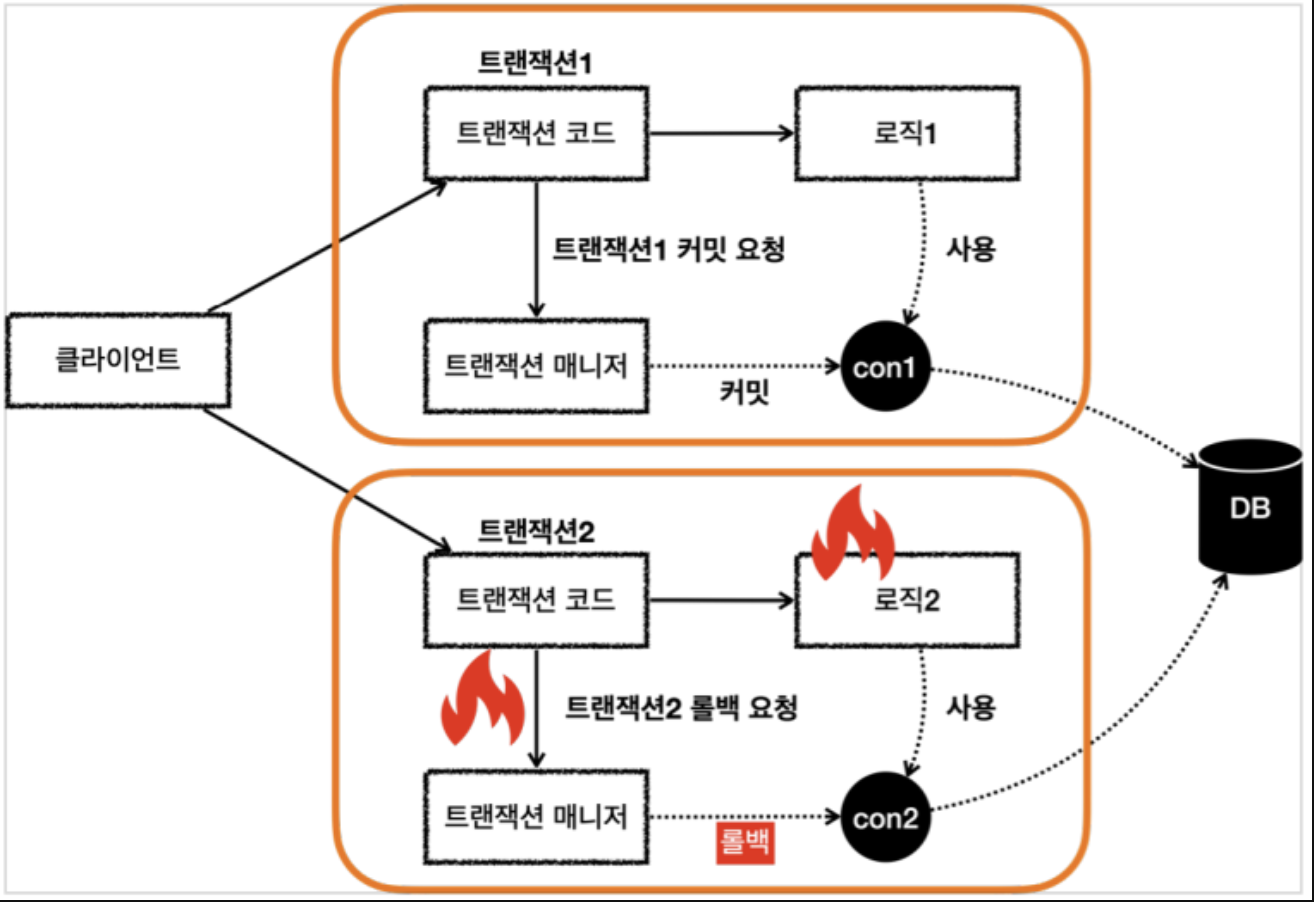 트랜잭션1
트랜잭션 코드
로직1
트랜잭션1 커밋 요청
사용
클라이언트
트랜잭션 매니저
커밋
con1
DB
트랜잭션2
트랜잭션 코드
로직2
트랜잭션2 롤백 요청
사용
트랜잭션 매니저
롤백
con2